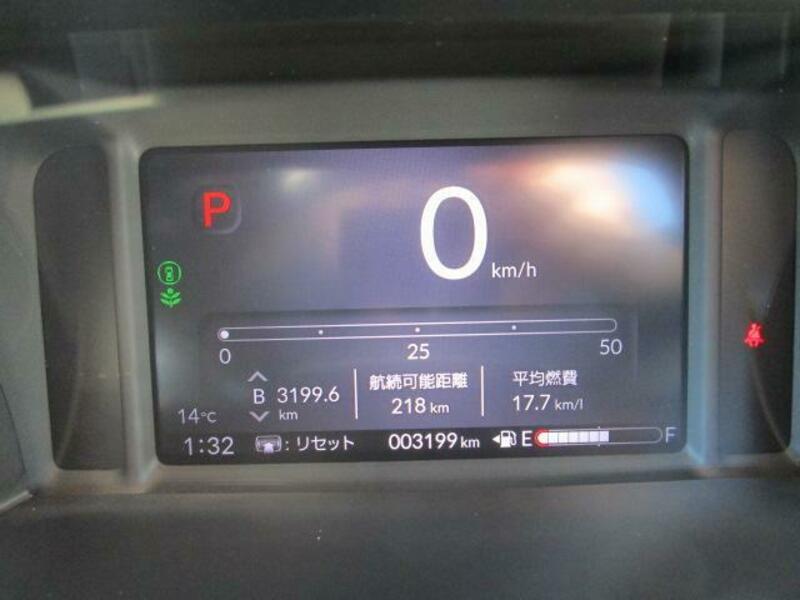 P
0 km/h
0 25 50
B 3199.6 km
航続可能距離
218 km
平均燃費
17.7 km/l
14℃
1:32
: リセット
003199 km
E F